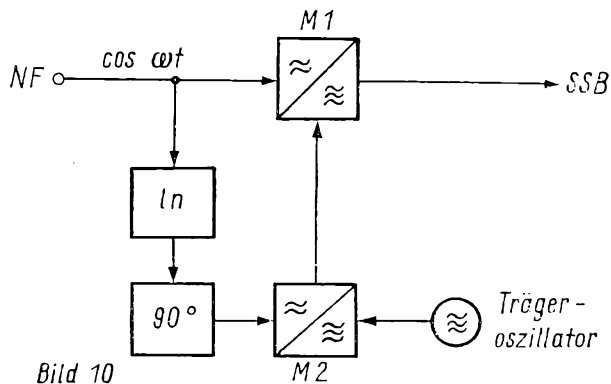 M1
cos ωt
NF
SSB
ln
90°
M2
Träger-
oszillator
Bild 10